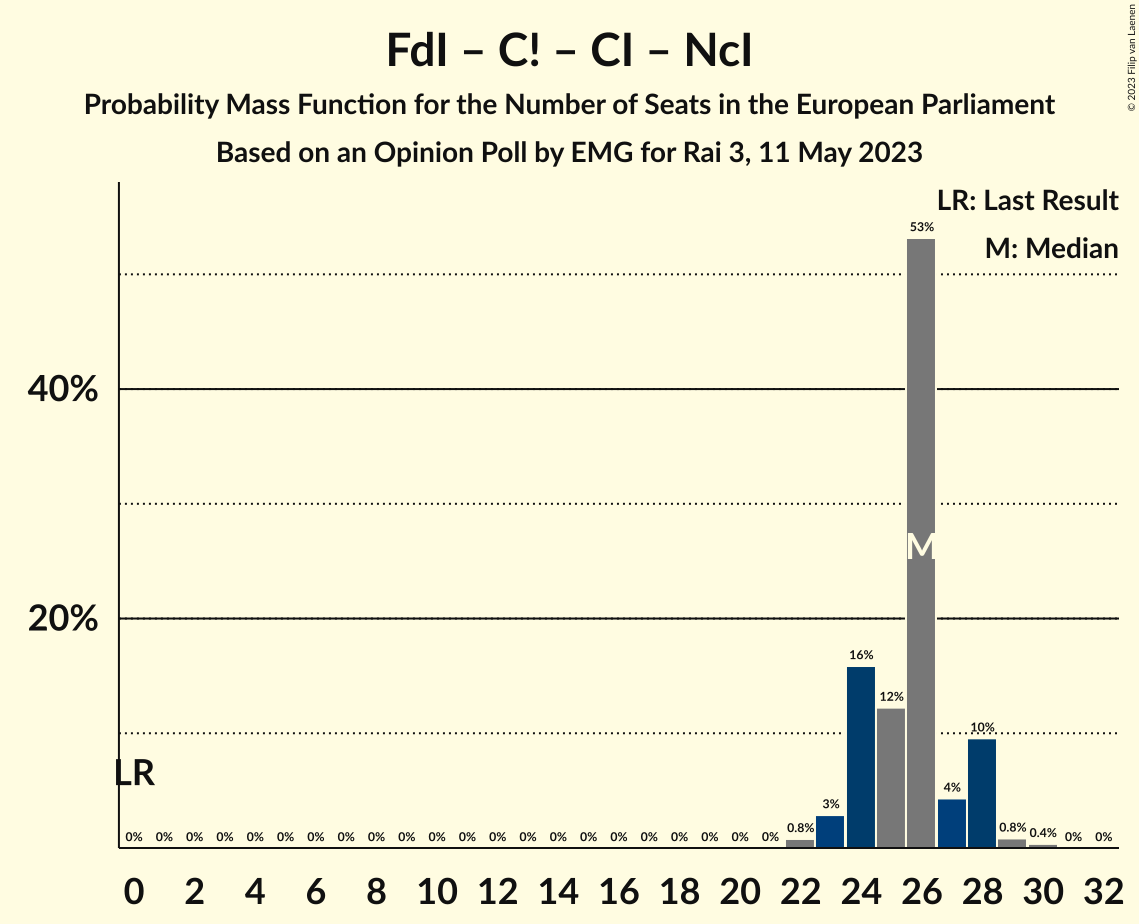 FdI – C! – CI – NcI
Probability Mass Function for the Number of Seats in the European Parliament
Based on an Opinion Poll by EMG for Rai 3, 11 May 2023
© 2023 Filip van Laenen
LR: Last Result
M: Median
40%
20%
LR
M
0% 0% 0% 0% 0% 0% 0% 0% 0% 0% 0% 0% 0% 0% 0% 0% 0% 0% 0% 0% 0% 0% 0.8% 3% 16% 12% 53% 4% 10% 0.8% 0.4% 0% 0%
0 2 4 6 8 10 12 14 16 18 20 22 24 26 28 30 32